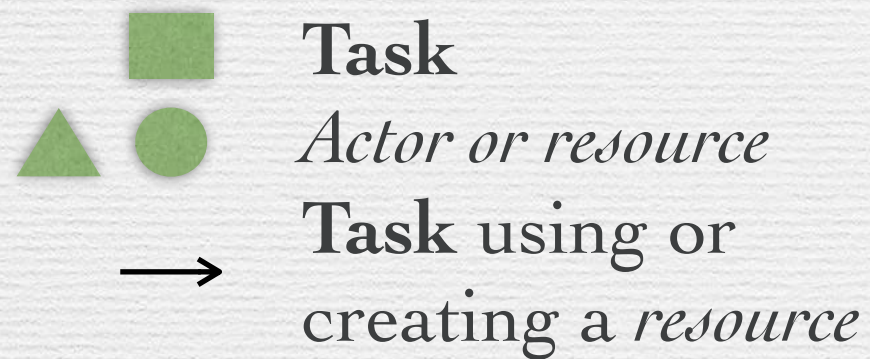 Task
Actor or resource
Task using or
creating a resource